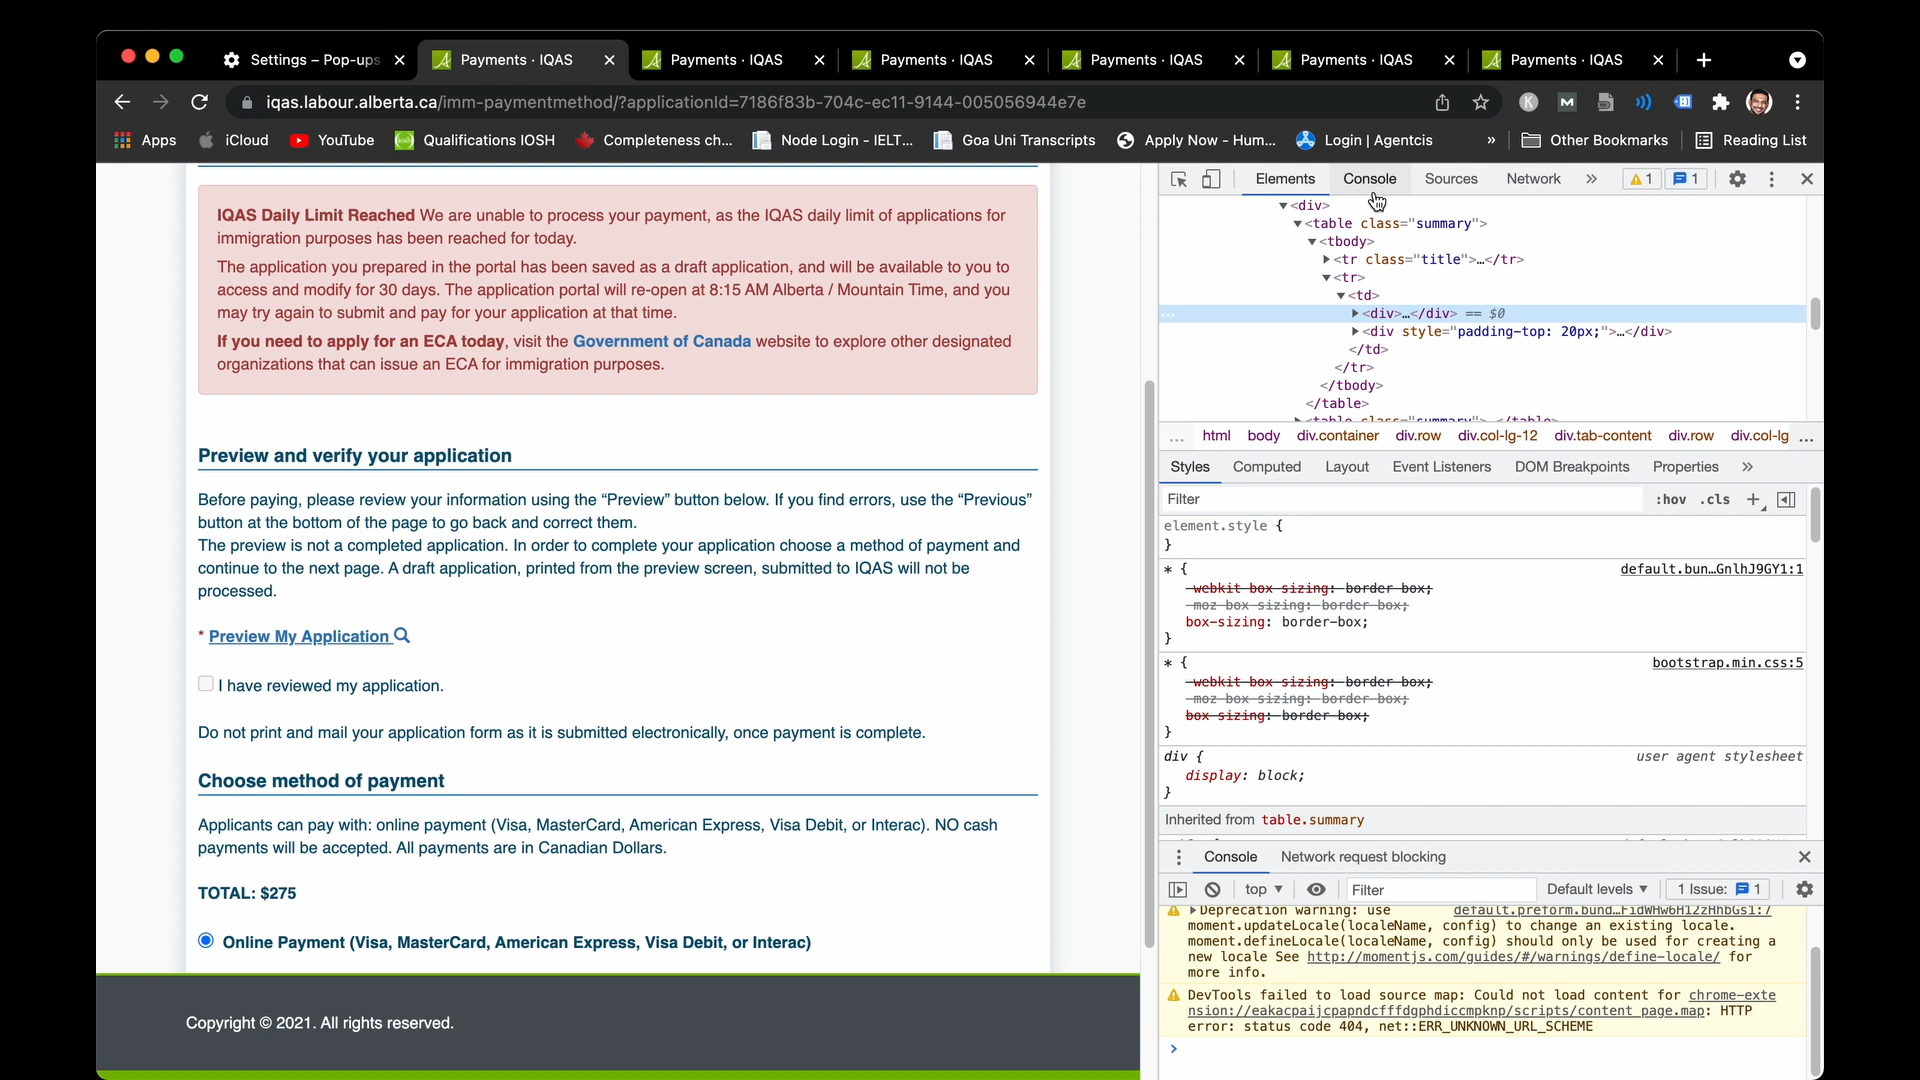 Settings – Pop-ups
Payments · IQAS
Payments · IQAS
Payments · IQAS
Payments · IQAS
Payments · IQAS
Payments · IQAS
iqas.labour.alberta.ca/imm-paymentmethod/?applicationId=7186f83b-704c-ec11-9144-005056944e7e
Apps
iCloud
YouTube
Qualifications IOSH
Completeness ch...
Node Login - IELT...
Goa Uni Transcripts
Apply Now - Hum...
Login | Agentcis
»
Other Bookmarks
Reading List
IQAS Daily Limit Reached We are unable to process your payment, as the IQAS daily limit of applications for
immigration purposes has been reached for today.
The application you prepared in the portal has been saved as a draft application, and will be available to you to
access and modify for 30 days. The application portal will re-open at 8:15 AM Alberta / Mountain Time, and you
may try again to submit and pay for your application at that time.
If you need to apply for an ECA today, visit the Government of Canada website to explore other designated
organizations that can issue an ECA for immigration purposes.
Preview and verify your application
Before paying, please review your information using the “Preview” button below. If you find errors, use the “Previous”
button at the bottom of the page to go back and correct them.
The preview is not a completed application. In order to complete your application choose a method of payment and
continue to the next page. A draft application, printed from the preview screen, submitted to IQAS will not be
processed.
* Preview My Application
I have reviewed my application.
Do not print and mail your application form as it is submitted electronically, once payment is complete.
Choose method of payment
Applicants can pay with: online payment (Visa, MasterCard, American Express, Visa Debit, or Interac). NO cash
payments will be accepted. All payments are in Canadian Dollars.
TOTAL: $275
Online Payment (Visa, MasterCard, American Express, Visa Debit, or Interac)
Copyright © 2021. All rights reserved.
Elements Console Sources Network » 1 1
<div>
<table class="summary">
<tbody>
<tr class="title">…</tr>
<tr>
<td>
<div>…</div> == $0
<div style="padding-top: 20px;">…</div>
</td>
</tr>
</tbody>
</table>
... html body div.container div.row div.col-lg-12 div.tab-content div.row div.col-lg ...
Styles Computed Layout Event Listeners DOM Breakpoints Properties »
Filter :hov .cls +
element.style {
}
* { default.bun…GnlhJ9GY1:1
-webkit-box-sizing: border-box;
-moz-box-sizing: border-box;
box-sizing: border-box;
}
* { bootstrap.min.css:5
-webkit-box-sizing: border-box;
-moz-box-sizing: border-box;
box-sizing: border-box;
}
div { user agent stylesheet
display: block;
}
Inherited from table.summary
Console Network request blocking
top Filter Default levels 1 Issue: 1
Deprecation warning: use default.preform.bund…FidWHw6H12zHhbGs1:7
moment.updateLocale(localeName, config) to change an existing locale.
moment.defineLocale(localeName, config) should only be used for creating a
new locale See http://momentjs.com/guides/#/warnings/define-locale/ for
more info.
DevTools failed to load source map: Could not load content for chrome-exte
nsion://eakacpaijcpapndcfffdgphdiccmpknp/scripts/content_page.map: HTTP
error: status code 404, net::ERR_UNKNOWN_URL_SCHEME